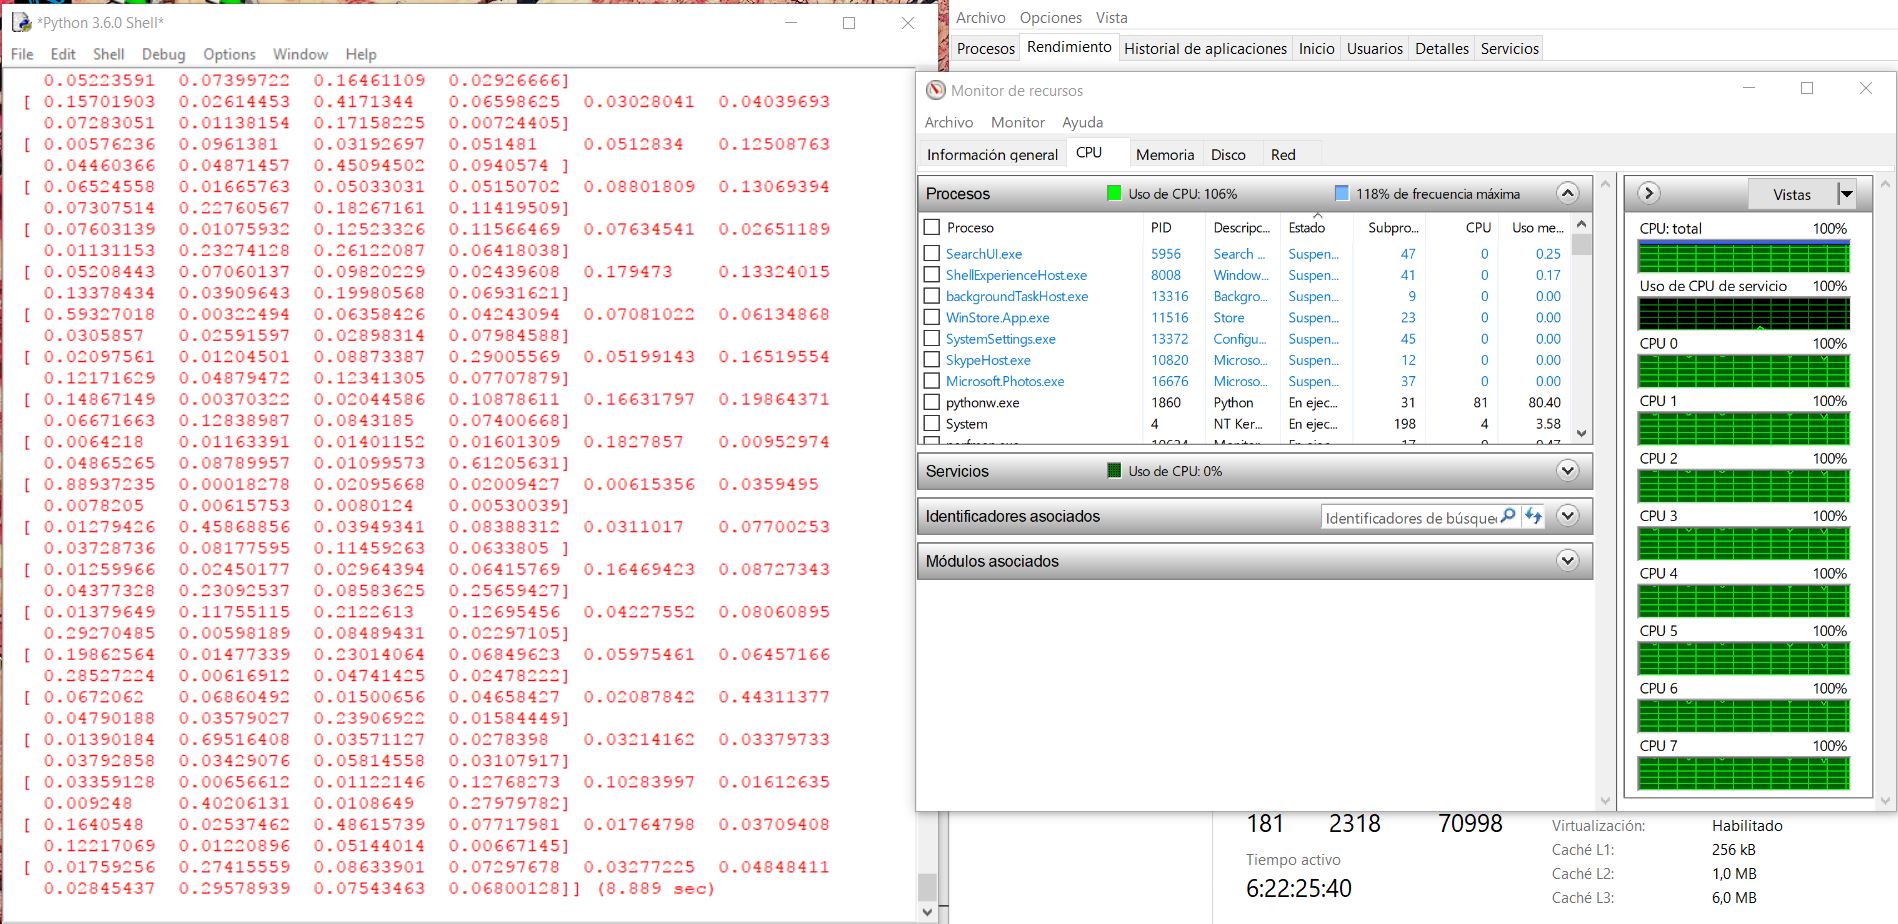 *Python 3.6.0 Shell*
File Edit Shell Debug Options Window Help
0.05223591 0.07399722 0.16461109 0.02926666]
[ 0.15701903 0.02614453 0.4171344 0.06598625 0.03028041 0.04039693
0.07283051 0.01138154 0.17158225 0.00724405]
[ 0.00576236 0.0961381 0.03192697 0.051481 0.0512834 0.12508763
0.04460366 0.04871457 0.45094502 0.0940574 ]
[ 0.06524558 0.01665763 0.05033031 0.05150702 0.08801809 0.13069394
0.07307514 0.22760567 0.18267161 0.11419509]
[ 0.07603139 0.01075932 0.12523326 0.11566469 0.07634541 0.02651189
0.01131153 0.23274128 0.26122087 0.06418038]
[ 0.05208443 0.07060137 0.09820229 0.02439608 0.179473 0.13324015
0.13378434 0.03909643 0.19980568 0.06931621]
[ 0.59327018 0.00322494 0.06358426 0.04243094 0.07081022 0.06134868
0.0305857 0.02591597 0.02898314 0.07984588]
[ 0.02097561 0.01204501 0.08873387 0.29005569 0.05199143 0.16519554
0.12171629 0.04879472 0.12341305 0.07707879]
[ 0.14867149 0.00370322 0.02044586 0.10878611 0.16631797 0.19864371
0.06671663 0.12838987 0.0843185 0.07400668]
[ 0.0064218 0.01163391 0.01401152 0.01601309 0.1827857 0.00952974
0.04865265 0.08789957 0.01099573 0.61205631]
[ 0.88937235 0.00018278 0.02095668 0.02009427 0.00615356 0.0359495
0.0078205 0.00615753 0.0080124 0.00530039]
[ 0.01279426 0.45868856 0.03949341 0.08388312 0.0311017 0.07700253
0.03728736 0.08177595 0.11459263 0.0633805 ]
[ 0.01259966 0.02450177 0.02964394 0.06415769 0.16469423 0.08727343
0.04377328 0.23092537 0.08583625 0.25659427]
[ 0.01379649 0.11755115 0.2122613 0.12695456 0.04227552 0.08060895
0.29270485 0.00598189 0.08489431 0.02297105]
[ 0.19862564 0.01477339 0.23014064 0.06849623 0.05975461 0.06457166
0.28527224 0.00616912 0.04741425 0.02478222]
[ 0.0672062 0.06860492 0.01500656 0.04658427 0.02087842 0.44311377
0.04790188 0.03579027 0.23906922 0.01584449]
[ 0.01390184 0.69516408 0.03571127 0.0278398 0.03214162 0.03379733
0.03792858 0.03429076 0.05814558 0.03107917]
[ 0.03359128 0.00656612 0.01122146 0.12768273 0.10283997 0.01612635
0.009248 0.40206131 0.0108649 0.27979782]
[ 0.1640548 0.02537462 0.48615739 0.07717981 0.01764798 0.03709408
0.12217069 0.01220896 0.05144014 0.00667145]
[ 0.01759256 0.27415559 0.08633901 0.07297678 0.03277225 0.04848411
0.02845437 0.29578939 0.07543463 0.06800128]] (8.889 sec)
Archivo Opciones Vista
Procesos Rendimiento Historial de aplicaciones Inicio Usuarios Detalles Servicios
Monitor de recursos
Archivo Monitor Ayuda
Información general CPU Memoria Disco Red
Procesos Uso de CPU: 106% 118% de frecuencia máxima
Proceso PID Descripc... Estado Subpro... CPU Uso me...
SearchUI.exe 5956 Search ... Suspen... 47 0 0.25
ShellExperienceHost.exe 8008 Window... Suspen... 41 0 0.17
backgroundTaskHost.exe 13316 Backgro... Suspen... 9 0 0.00
WinStore.App.exe 11516 Store Suspen... 23 0 0.00
SystemSettings.exe 13372 Configu... Suspen... 45 0 0.00
SkypeHost.exe 10820 Microso... Suspen... 12 0 0.00
Microsoft.Photos.exe 16676 Microso... Suspen... 37 0 0.00
pythonw.exe 1860 Python En ejec... 31 81 80.40
System 4 NT Ker... En ejec... 198 4 3.58
Servicios Uso de CPU: 0%
Identificadores asociados Identificadores de búsque
Módulos asociados
Vistas
CPU: total 100%
Uso de CPU de servicio 100%
CPU 0 100%
CPU 1 100%
CPU 2 100%
CPU 3 100%
CPU 4 100%
CPU 5 100%
CPU 6 100%
CPU 7 100%
181 2318 70998
Tiempo activo
6:22:25:40
Virtualización: Habilitado
Caché L1: 256 kB
Caché L2: 1,0 MB
Caché L3: 6,0 MB